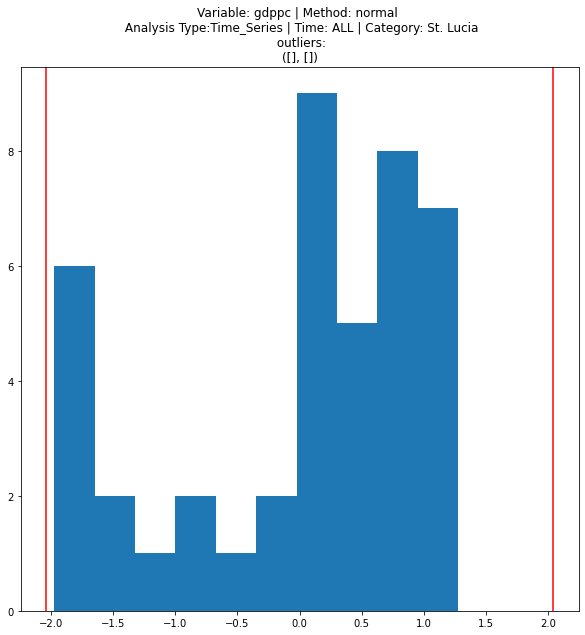 Variable: gdppc | Method: normal
Analysis Type:Time_Series | Time: ALL | Category: St. Lucia
outliers:
([], [])
8
6
4
2
0
−2.0 −1.5 −1.0 −0.5 0.0 0.5 1.0 1.5 2.0